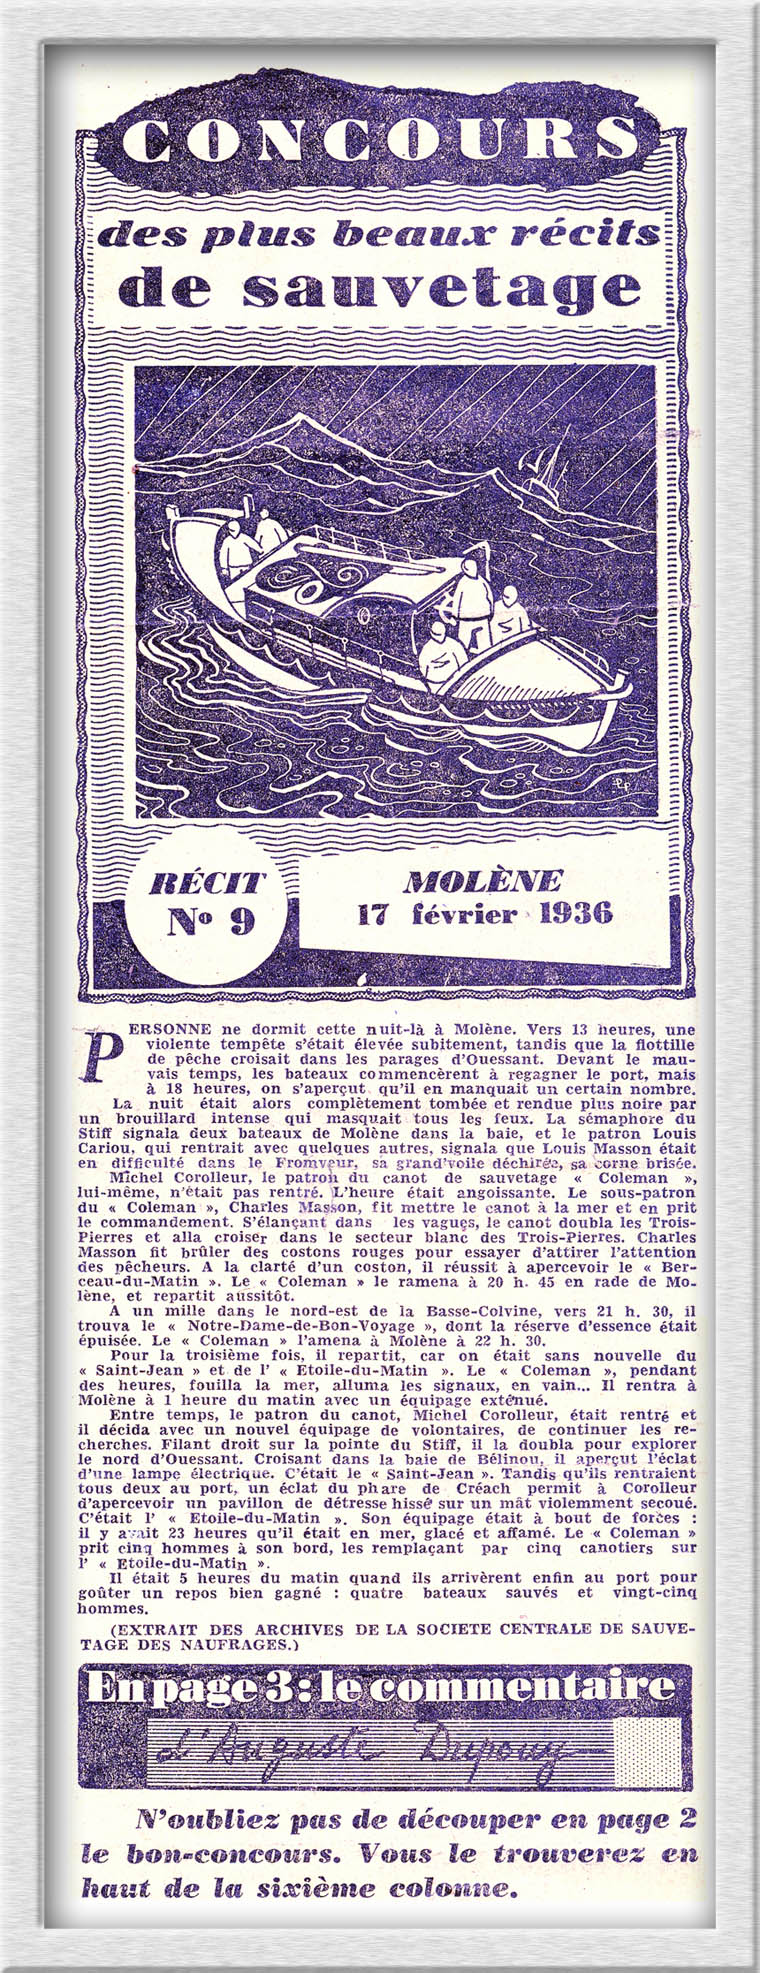 CONCOURS
des plus beaux récits
de sauvetage
RÉCIT
No 9
MOLÈNE
17 février 1936
PERSONNE ne dormit cette nuit-là à Molène. Vers 13 heures, une
violente tempête s'était élevée subitement, tandis que la flottille
de pêche croisait dans les parages d'Ouessant. Devant le mau-
vais temps, les bateaux commencèrent à regagner le port, mais
à 18 heures, on s'aperçut qu'il en manquait un certain nombre.
La nuit était alors complètement tombée et rendue plus noire par
un brouillard intense qui masquait tous les feux. La sémaphore du
Stiff signala deux bateaux de Molène dans la baie, et le patron Louis
Cariou, qui rentrait avec quelques autres, signala que Louis Masson était
en difficulté dans le Fromveur, sa grand'voile déchirée, sa corne brisée.
Michel Corolleur, le patron du canot de sauvetage « Coleman »,
lui-même, n'était pas rentré. L'heure était angoissante. Le sous-patron
du « Coleman », Charles Masson, fit mettre le canot à la mer et en prit
le commandement. S'élançant dans les vagues, le canot doubla les Trois-
Pierres et alla croiser dans le secteur blanc des Trois-Pierres. Charles
Masson fit brûler des costons rouges pour essayer d'attirer l'attention
des pêcheurs. A la clarté d'un coston, il réussit à apercevoir le « Ber-
ceau-du-Matin ». Le « Coleman » le ramena à 20 h. 45 en rade de Mo-
lène, et repartit aussitôt.
A un mille dans le nord-est de la Basse-Colvine, vers 21 h. 30, il
trouva le « Notre-Dame-de-Bon-Voyage », dont la réserve d'essence était
épuisée. Le « Coleman » l'amena à Molène à 22 h. 30.
Pour la troisième fois, il repartit, car on était sans nouvelle du
« Saint-Jean » et de l' « Etoile-du-Matin ». Le « Coleman », pendant
des heures, fouilla la mer, alluma les signaux, en vain... Il rentra à
Molène à 1 heure du matin avec un équipage exténué.
Entre temps, le patron du canot, Michel Corolleur, était rentré et
il décida avec un nouvel équipage de volontaires, de continuer les re-
cherches. Filant droit sur la pointe du Stiff, il la doubla pour explorer
le nord d'Ouessant. Croisant dans la baie de Bélinou, il aperçut l'éclat
d'une lampe électrique. C'était le « Saint-Jean ». Tandis qu'ils rentraient
tous deux au port, un éclat du phare de Créach permit à Corolleur
d'apercevoir un pavillon de détresse hissé sur un mât violemment secoué.
C'était l' « Etoile-du-Matin ». Son équipage était à bout de forces :
il y avait 23 heures qu'il était en mer, glacé et affamé. Le « Coleman »
prit cinq hommes à son bord, les remplaçant par cinq canotiers sur
l' « Etoile-du-Matin ».
Il était 5 heures du matin quand ils arrivèrent enfin au port pour
goûter un repos bien gagné : quatre bateaux sauvés et vingt-cinq
hommes.
(EXTRAIT DES ARCHIVES DE LA SOCIETE CENTRALE DE SAUVE-
TAGE DES NAUFRAGES.)
En page 3 : le commentaire
d'Auguste Dupouy
N'oubliez pas de découper en page 2
le bon-concours. Vous le trouverez en
haut de la sixième colonne.